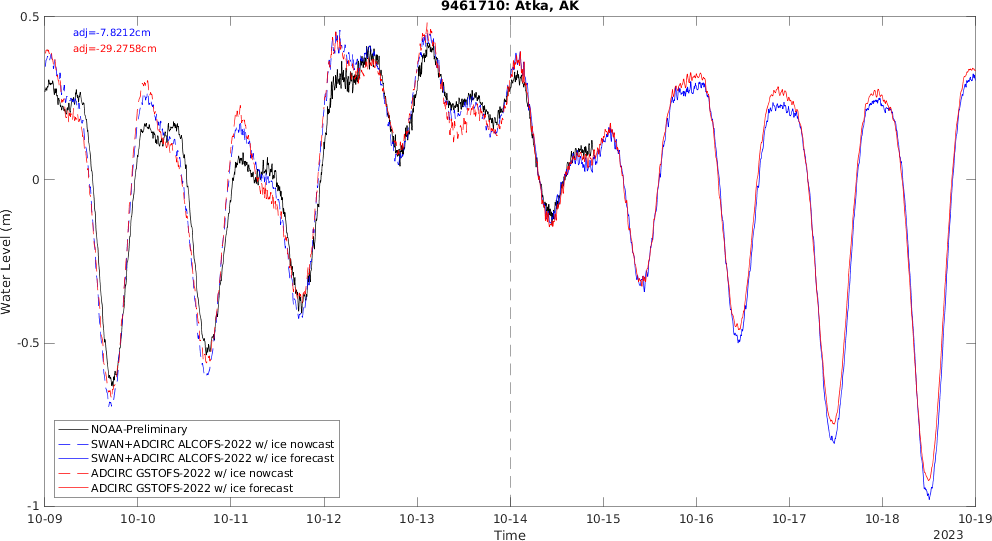 9461710: Atka, AK
adj=-7.8212cm
adj=-29.2758cm
Water Level (m)
0.5
0
-0.5
-1
NOAA-Preliminary
SWAN+ADCIRC ALCOFS-2022 w/ ice nowcast
SWAN+ADCIRC ALCOFS-2022 w/ ice forecast
ADCIRC GSTOFS-2022 w/ ice nowcast
ADCIRC GSTOFS-2022 w/ ice forecast
10-09 10-10 10-11 10-12 10-13 10-14 10-15 10-16 10-17 10-18 10-19
Time
2023